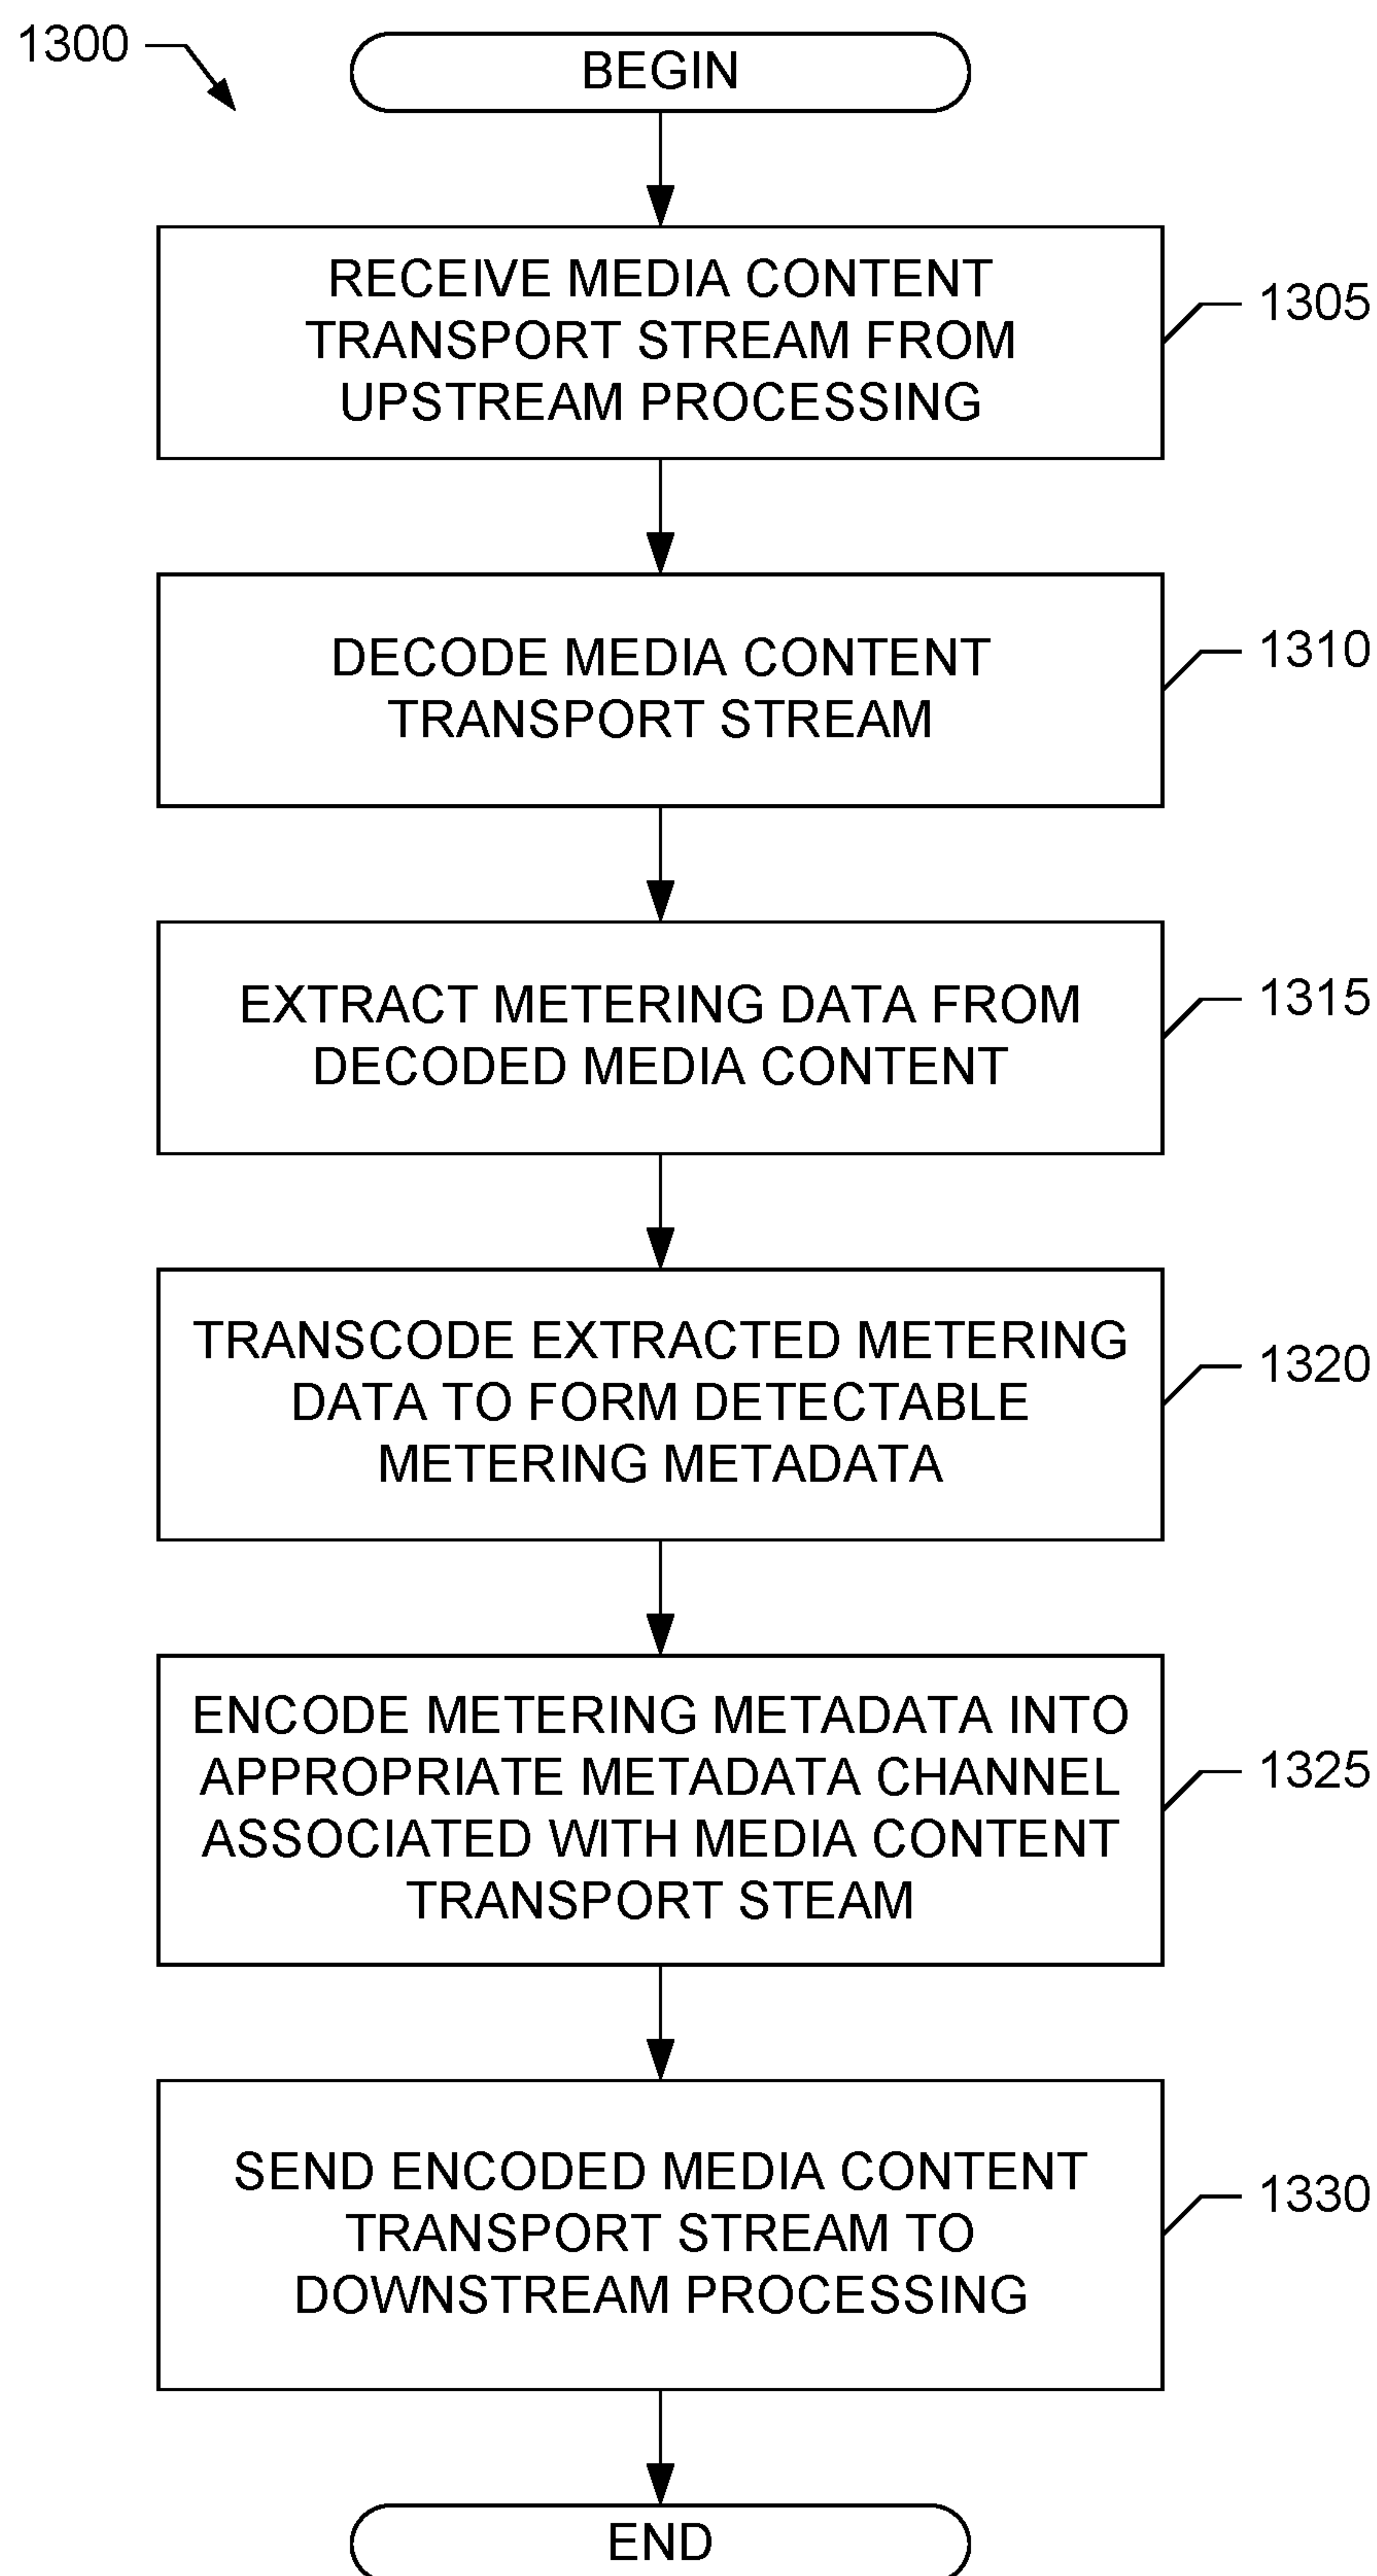 1300
BEGIN
RECEIVE MEDIA CONTENT
TRANSPORT STREAM FROM
UPSTREAM PROCESSING
1305
DECODE MEDIA CONTENT
TRANSPORT STREAM
1310
EXTRACT METERING DATA FROM
DECODED MEDIA CONTENT
1315
TRANSCODE EXTRACTED METERING
DATA TO FORM DETECTABLE
METERING METADATA
1320
ENCODE METERING METADATA INTO
APPROPRIATE METADATA CHANNEL
ASSOCIATED WITH MEDIA CONTENT
TRANSPORT STEAM
1325
SEND ENCODED MEDIA CONTENT
TRANSPORT STREAM TO
DOWNSTREAM PROCESSING
1330
END